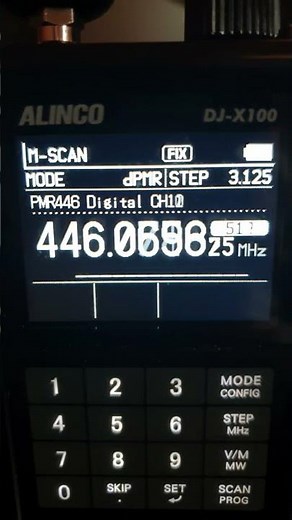 ALINCO DJ-X100
M-SCAN FIX
MODE dPMR STEP 3.125
PMR446 Digital
MHz
1 2 3 MODE CONFIG
4 5 6 STEP MHz
7 8 9 V/M MW
0 SKIP . SET SCAN PROG